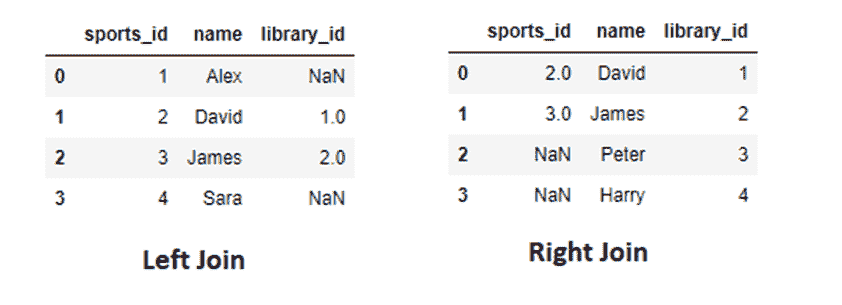 sports_id name library_id
0 1 Alex NaN
1 2 David 1.0
2 3 James 2.0
3 4 Sara NaN
Left Join
sports_id name library_id
0 2.0 David 1
1 3.0 James 2
2 NaN Peter 3
3 NaN Harry 4
Right Join